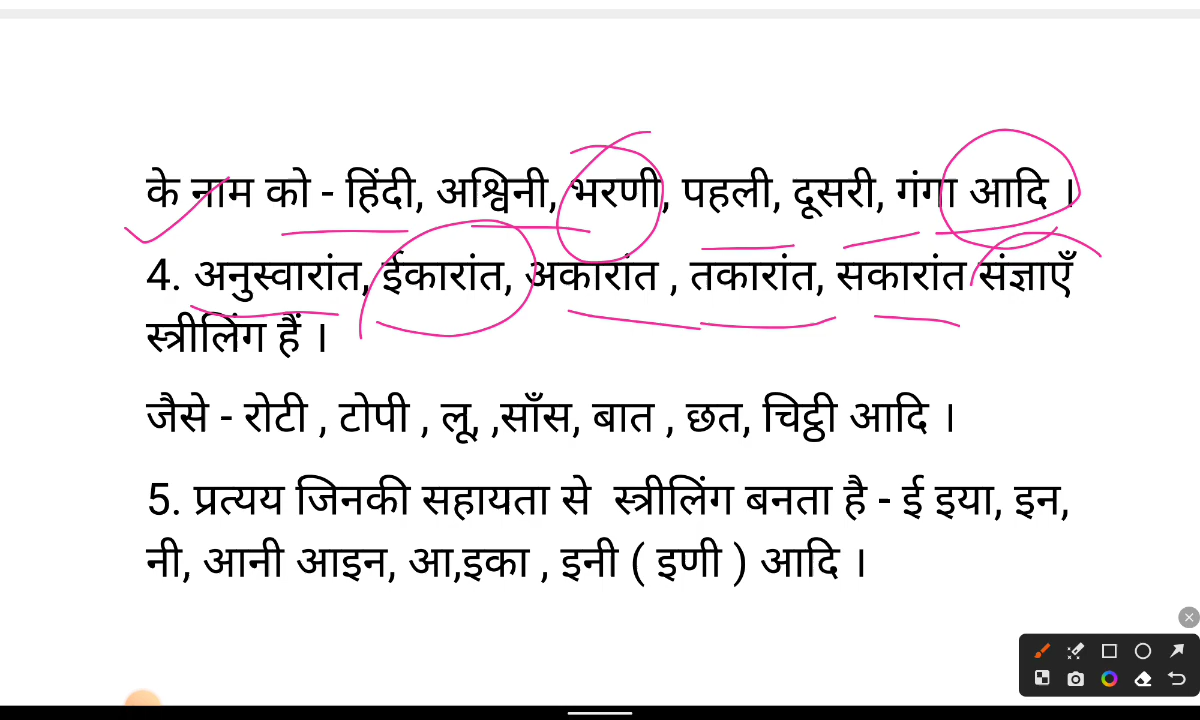 के नाम को - हिंदी, अश्विनी, भरणी, पहली, दूसरी, गंगा आदि ।
4. अनुस्वारांत, ईकारांत, अकारांत , तकारांत, सकारांत संज्ञाएँ
स्त्रीलिंग हैं ।
जैसे - रोटी , टोपी , लू, ,साँस, बात , छत, चिट्ठी आदि ।
5. प्रत्यय जिनकी सहायता से स्त्रीलिंग बनता है - ई इया, इन,
नी, आनी आइन, आ,इका , इनी ( इणी ) आदि ।